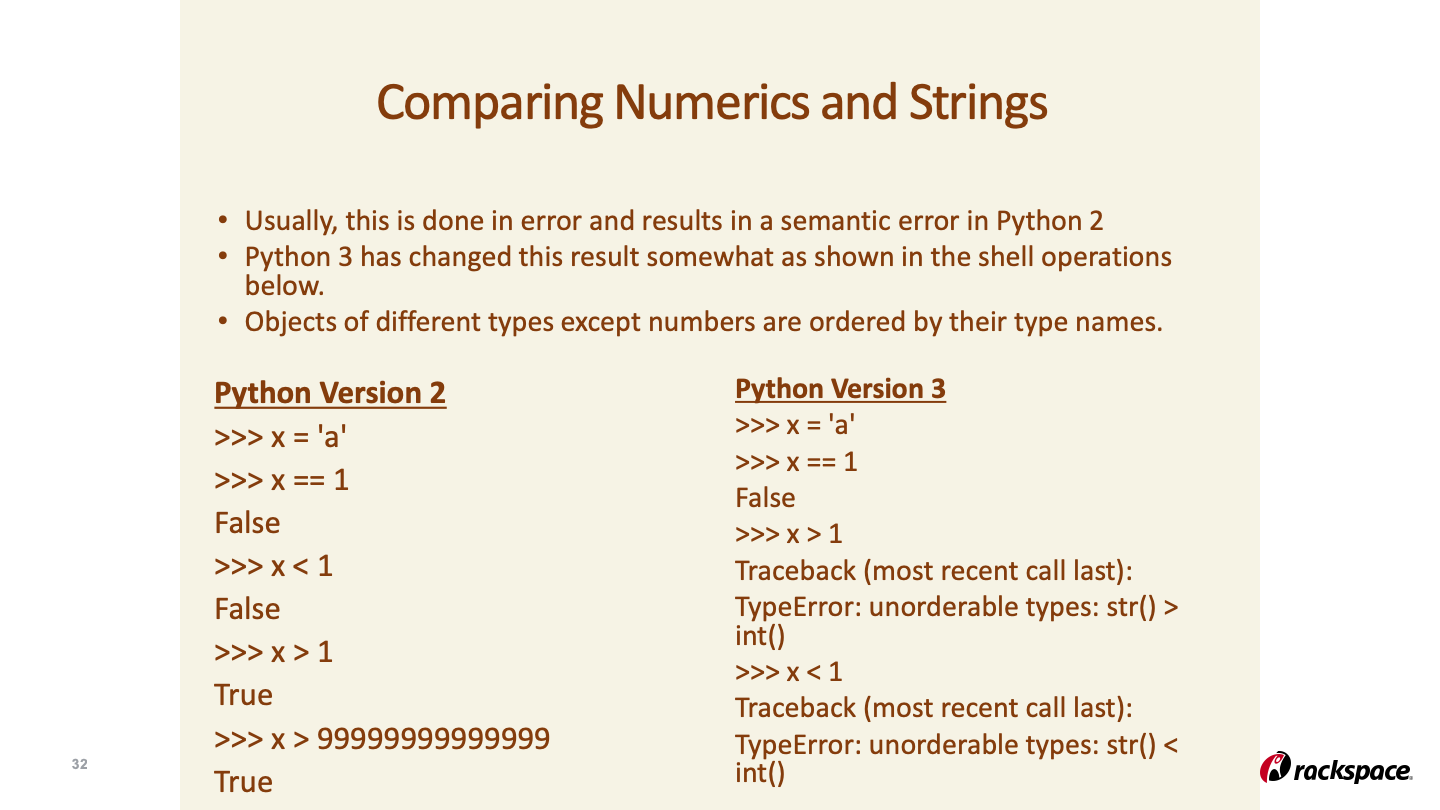 Comparing Numerics and Strings
• Usually, this is done in error and results in a semantic error in Python 2
• Python 3 has changed this result somewhat as shown in the shell operations
below.
• Objects of different types except numbers are ordered by their type names.
Python Version 2
>>> x = 'a'
>>> x == 1
False
>>> x < 1
False
>>> x > 1
True
>>> x > 99999999999999
True
Python Version 3
>>> x = 'a'
>>> x == 1
False
>>> x > 1
Traceback (most recent call last):
TypeError: unorderable types: str() >
int()
>>> x < 1
Traceback (most recent call last):
TypeError: unorderable types: str() <
int()
32
rackspace.